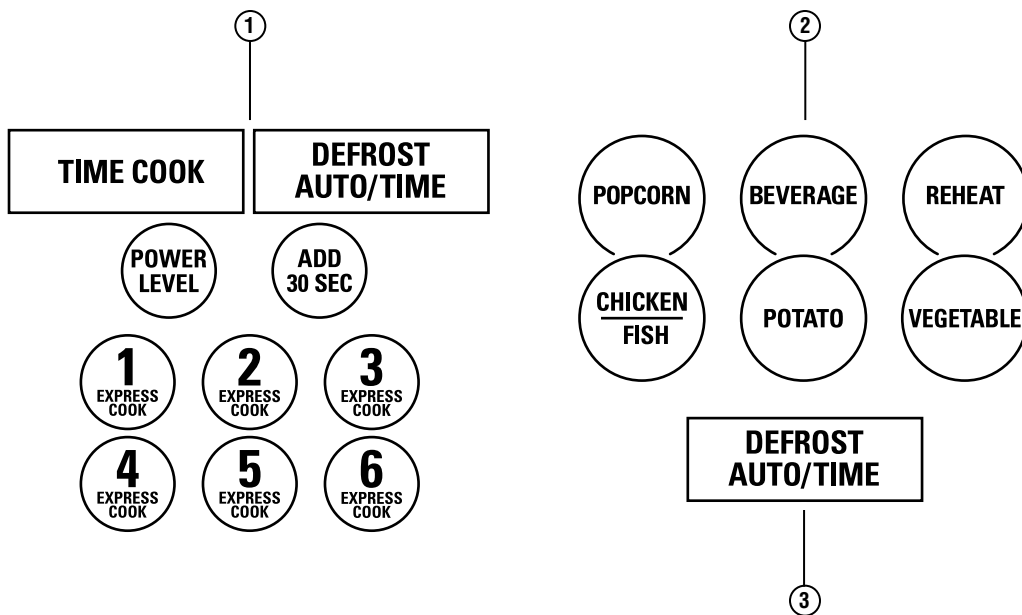 1
TIME COOK
DEFROST
AUTO/TIME
POWER
LEVEL
ADD
30 SEC
1
EXPRESS
COOK
2
EXPRESS
COOK
3
EXPRESS
COOK
4
EXPRESS
COOK
5
EXPRESS
COOK
6
EXPRESS
COOK
2
POPCORN
BEVERAGE
REHEAT
CHICKEN
FISH
POTATO
VEGETABLE
DEFROST
AUTO/TIME
3